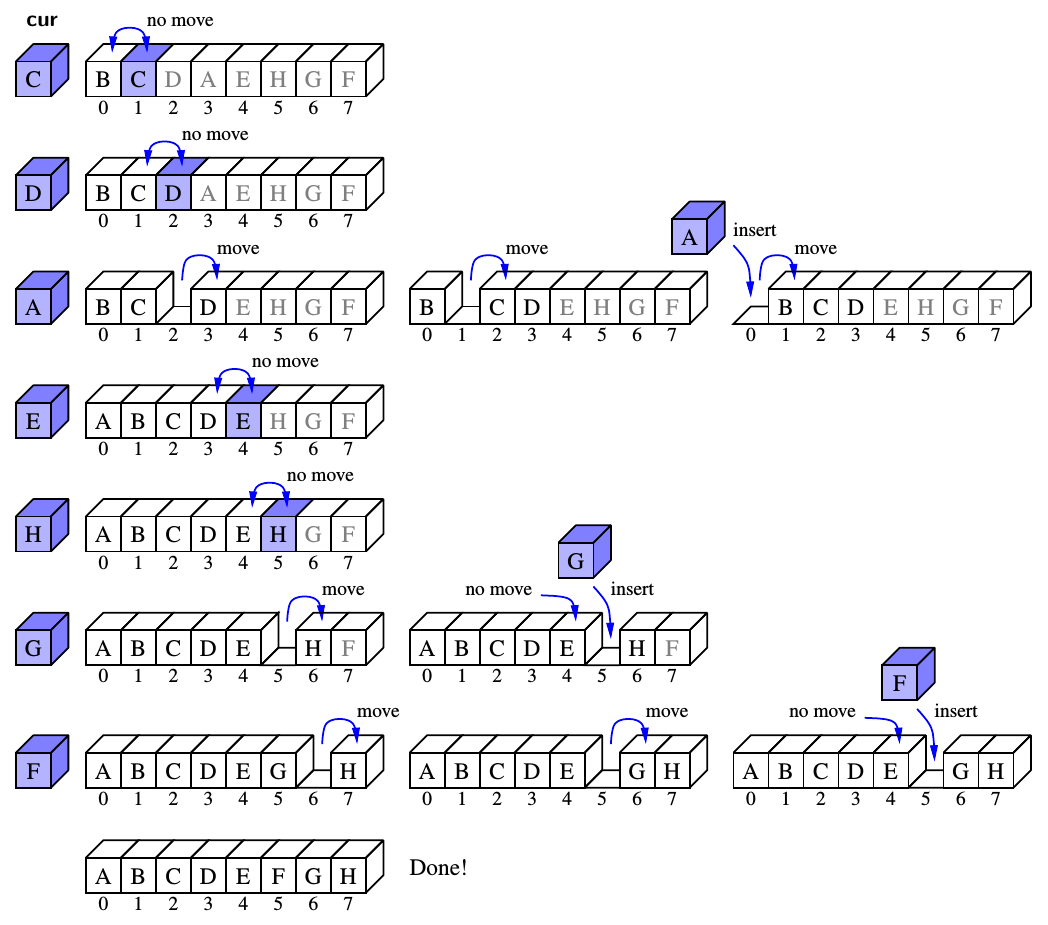 cur
no move
C B C D A E H G F
0 1 2 3 4 5 6 7
no move
D B C D A E H G F
0 1 2 3 4 5 6 7
A insert
move move move
A B C D E H G F B C D E H G F B C D E H G F
0 1 2 3 4 5 6 7 0 1 2 3 4 5 6 7 0 1 2 3 4 5 6 7
no move
E A B C D E H G F
0 1 2 3 4 5 6 7
no move
H A B C D E H G F
0 1 2 3 4 5 6 7
G
move no move insert
G A B C D E H F A B C D E H F
0 1 2 3 4 5 6 7 0 1 2 3 4 5 6 7
F
move move no move insert
F A B C D E G H A B C D E G H A B C D E G H
0 1 2 3 4 5 6 7 0 1 2 3 4 5 6 7 0 1 2 3 4 5 6 7
A B C D E F G H Done!
0 1 2 3 4 5 6 7